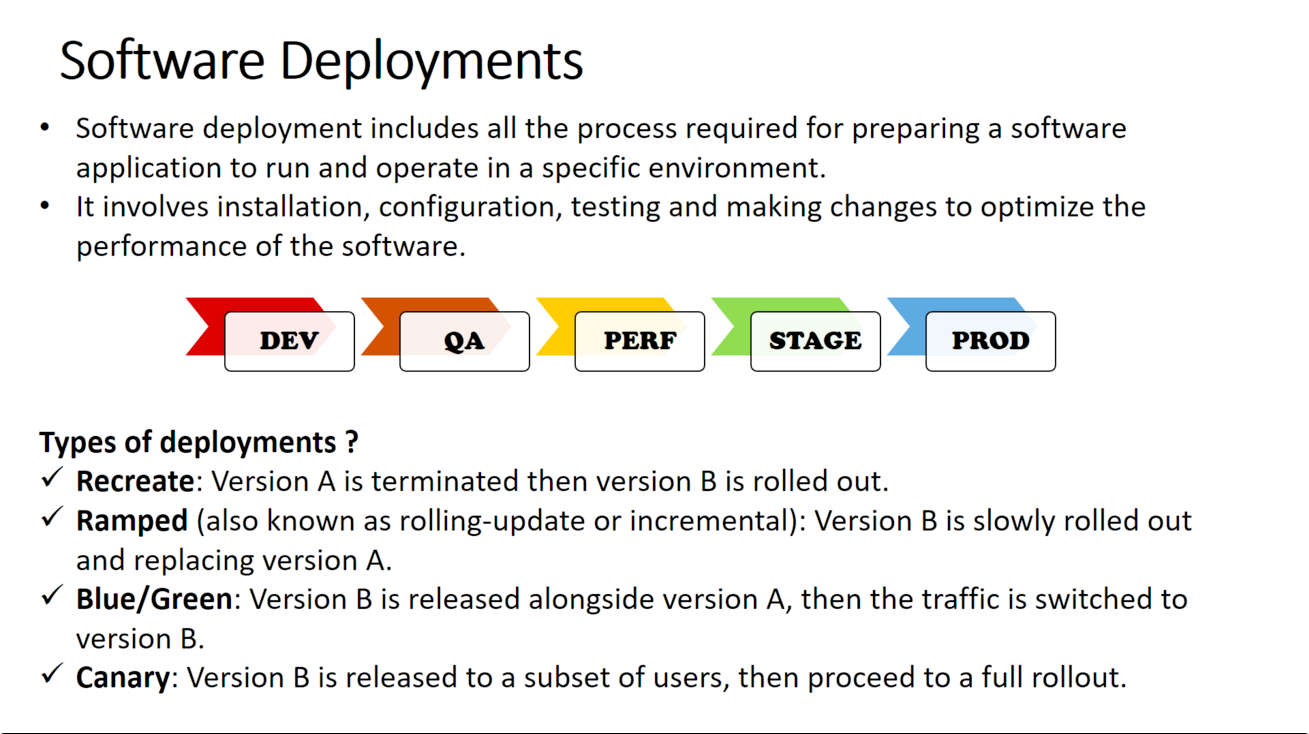 Software Deployments
• Software deployment includes all the process required for preparing a software
application to run and operate in a specific environment.
• It involves installation, configuration, testing and making changes to optimize the
performance of the software.
DEV QA PERF STAGE PROD
Types of deployments ?
✓ Recreate: Version A is terminated then version B is rolled out.
✓ Ramped (also known as rolling-update or incremental): Version B is slowly rolled out
and replacing version A.
✓ Blue/Green: Version B is released alongside version A, then the traffic is switched to
version B.
✓ Canary: Version B is released to a subset of users, then proceed to a full rollout.